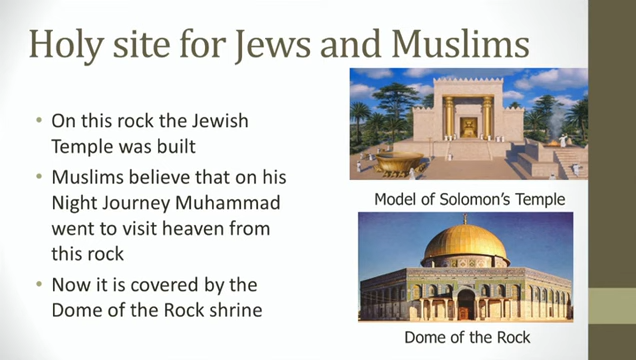 Holy site for Jews and Muslims
• On this rock the Jewish
Temple was built
• Muslims believe that on his
Night Journey Muhammad
went to visit heaven from
this rock
• Now it is covered by the
Dome of the Rock shrine
Model of Solomon's Temple
Dome of the Rock